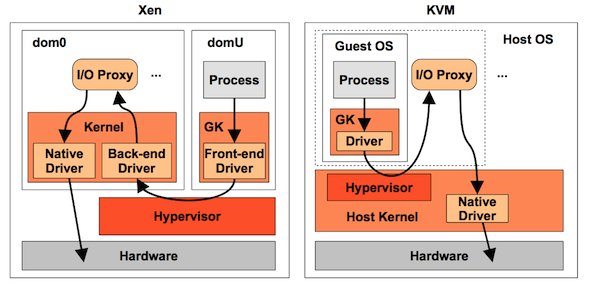 Xen
dom0
domU
I/O Proxy
...
Process
Kernel
GK
Native
Driver
Back-end
Driver
Front-end
Driver
Hypervisor
Hardware
KVM
Guest OS
Host OS
Process
I/O Proxy
...
GK
Driver
Hypervisor
Native
Driver
Host Kernel
Hardware